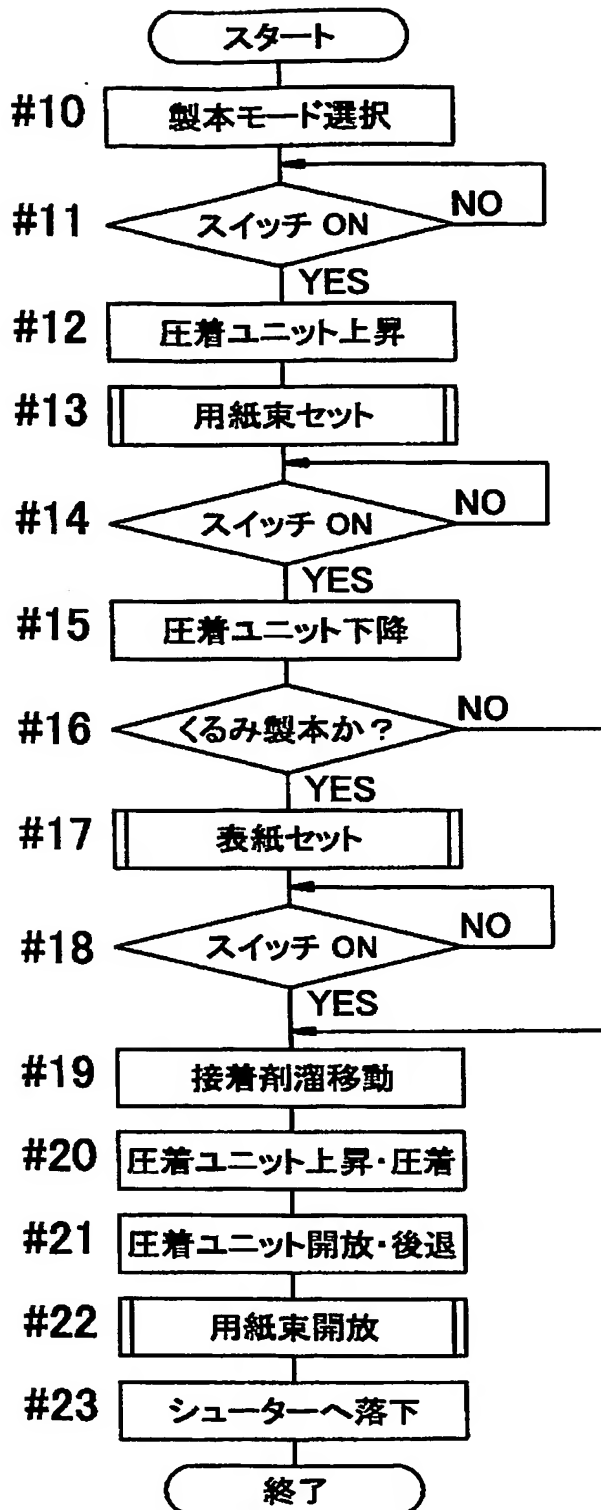 スタート
#10 製本モード選択
#11 スイッチ ON NO
YES
#12 圧着ユニット上昇
#13 用紙束セット
#14 スイッチ ON NO
YES
#15 圧着ユニット下降
#16 くるみ製本か? NO
YES
#17 表紙セット
#18 スイッチ ON NO
YES
#19 接着剤溜移動
#20 圧着ユニット上昇・圧着
#21 圧着ユニット開放・後退
#22 用紙束開放
#23 シューターへ落下
終了